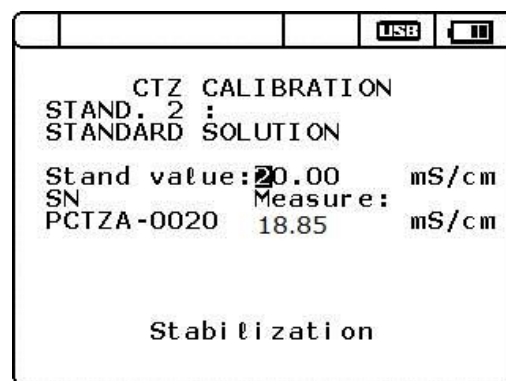 USB
CTZ CALIBRATION
STAND. 2 :
STANDARD SOLUTION
Stand value:20.00 mS/cm
SN Measure:
PCTZA-0020 18.85 mS/cm
Stabilization